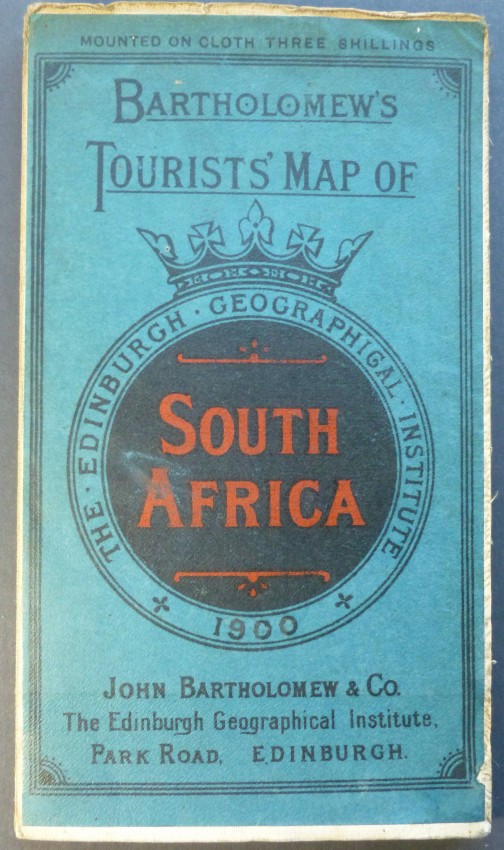 MOUNTED ON CLOTH THREE SHILLINGS
BARTHOLOMEW'S
TOURISTS' MAP OF
THE · EDINBURGH · GEOGRAPHICAL · INSTITUTE
SOUTH
AFRICA
1900
JOHN BARTHOLOMEW & Co.
The Edinburgh Geographical Institute,
PARK ROAD, EDINBURGH.